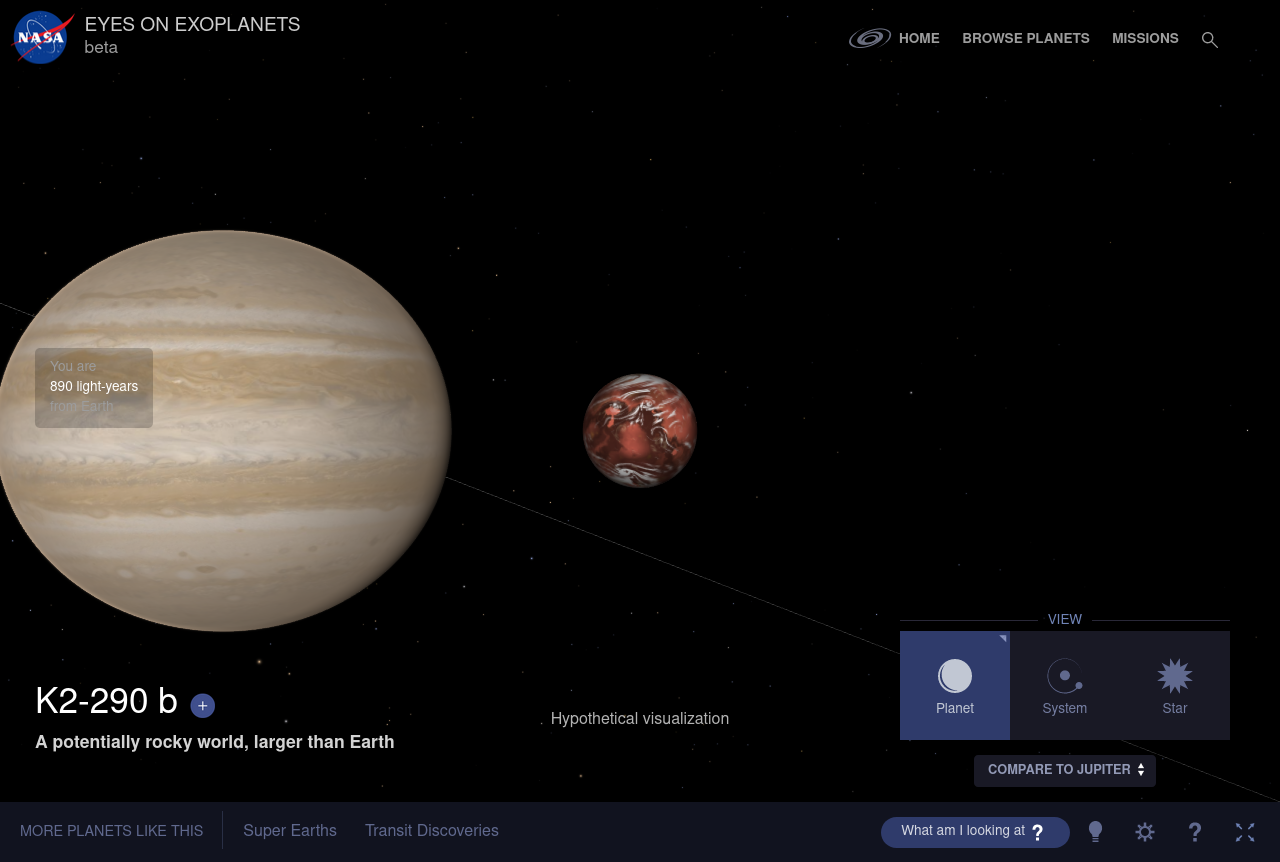 NASA
EYES ON EXOPLANETS
beta
HOME
BROWSE PLANETS
MISSIONS
You are
890 light-years
from Earth
K2-290 b
A potentially rocky world, larger than Earth
Hypothetical visualization
VIEW
Planet
System
Star
COMPARE TO JUPITER
MORE PLANETS LIKE THIS
Super Earths
Transit Discoveries
What am I looking at ?